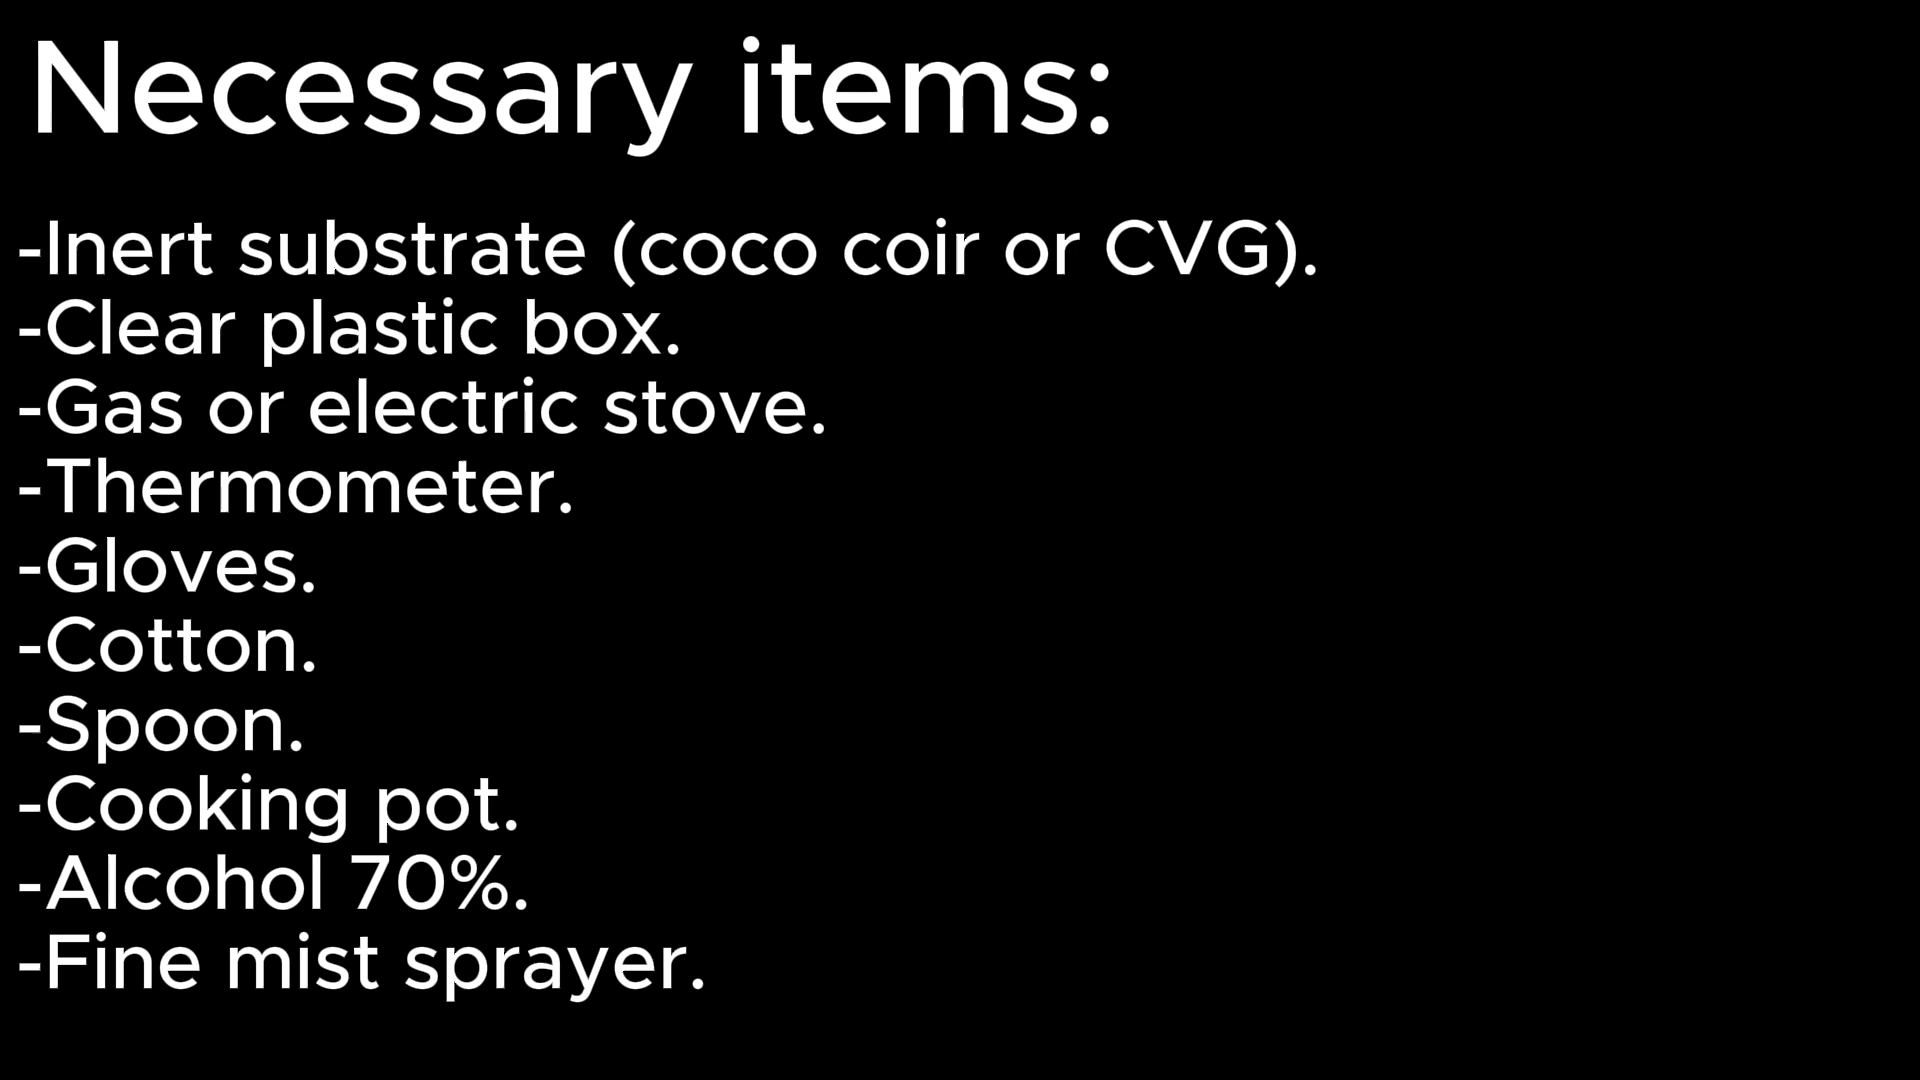 Necessary items:
-Inert substrate (coco coir or CVG).
-Clear plastic box.
-Gas or electric stove.
-Thermometer.
-Gloves.
-Cotton.
-Spoon.
-Cooking pot.
-Alcohol 70%.
-Fine mist sprayer.